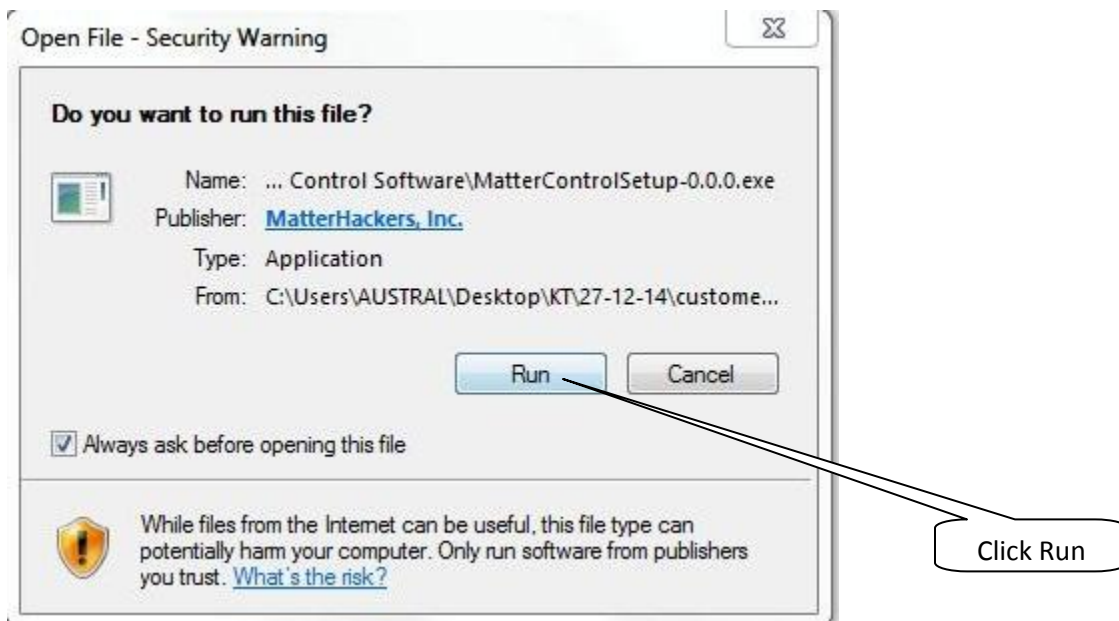 Open File - Security Warning
Do you want to run this file?
Name: ... Control Software\MatterControlSetup-0.0.0.exe
Publisher: MatterHackers, Inc.
Type: Application
From: C:\Users\AUSTRAL\Desktop\KT\27-12-14\custome...
Run Cancel
Always ask before opening this file
While files from the Internet can be useful, this file type can
potentially harm your computer. Only run software from publishers
you trust. What's the risk?
Click Run